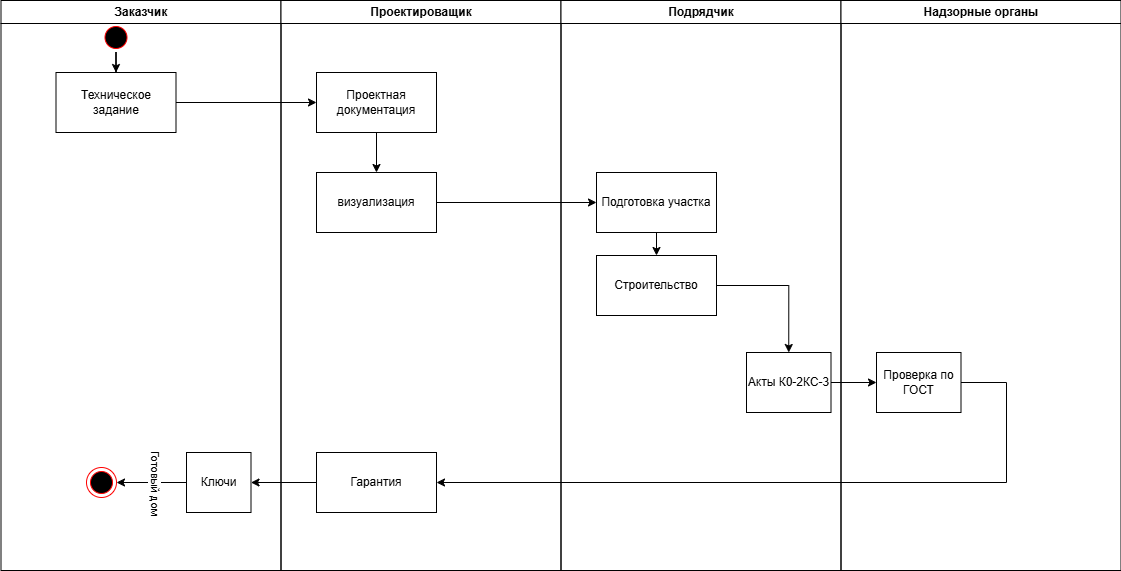 Заказчик
Проектироващик
Подрядчик
Надзорные органы
Техническое
задание
Проектная
документация
визуализация
Подготовка участка
Строительство
Акты К0-2КС-3
Проверка по
ГОСТ
Гарантия
Ключи
Готовый дом